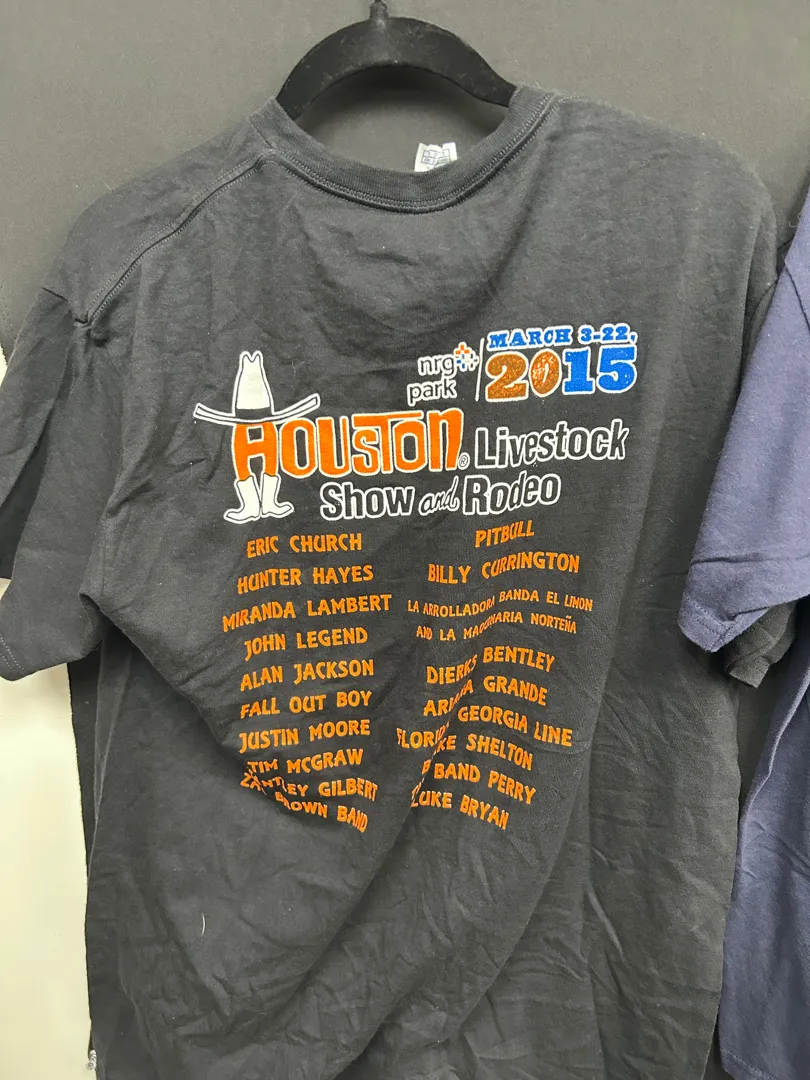 nrg
park
MARCH 3-22,
2015
HOUSTON® Livestock
Show and Rodeo
ERIC CHURCH
HUNTER HAYES
MIRANDA LAMBERT
JOHN LEGEND
ALAN JACKSON
FALL OUT BOY
JUSTIN MOORE
TIM MCGRAW
GILBERT
BROWN BAND
PITBULL
BILLY CURRINGTON
LA ARROLLADORA BANDA EL LIMON
AND LA MAQUINARIA NORTEÑA
DIERKS BENTLEY
ARIANA GRANDE
FLORIDA GEORGIA LINE
SHELTON
BAND PERRY
LUKE BRYAN